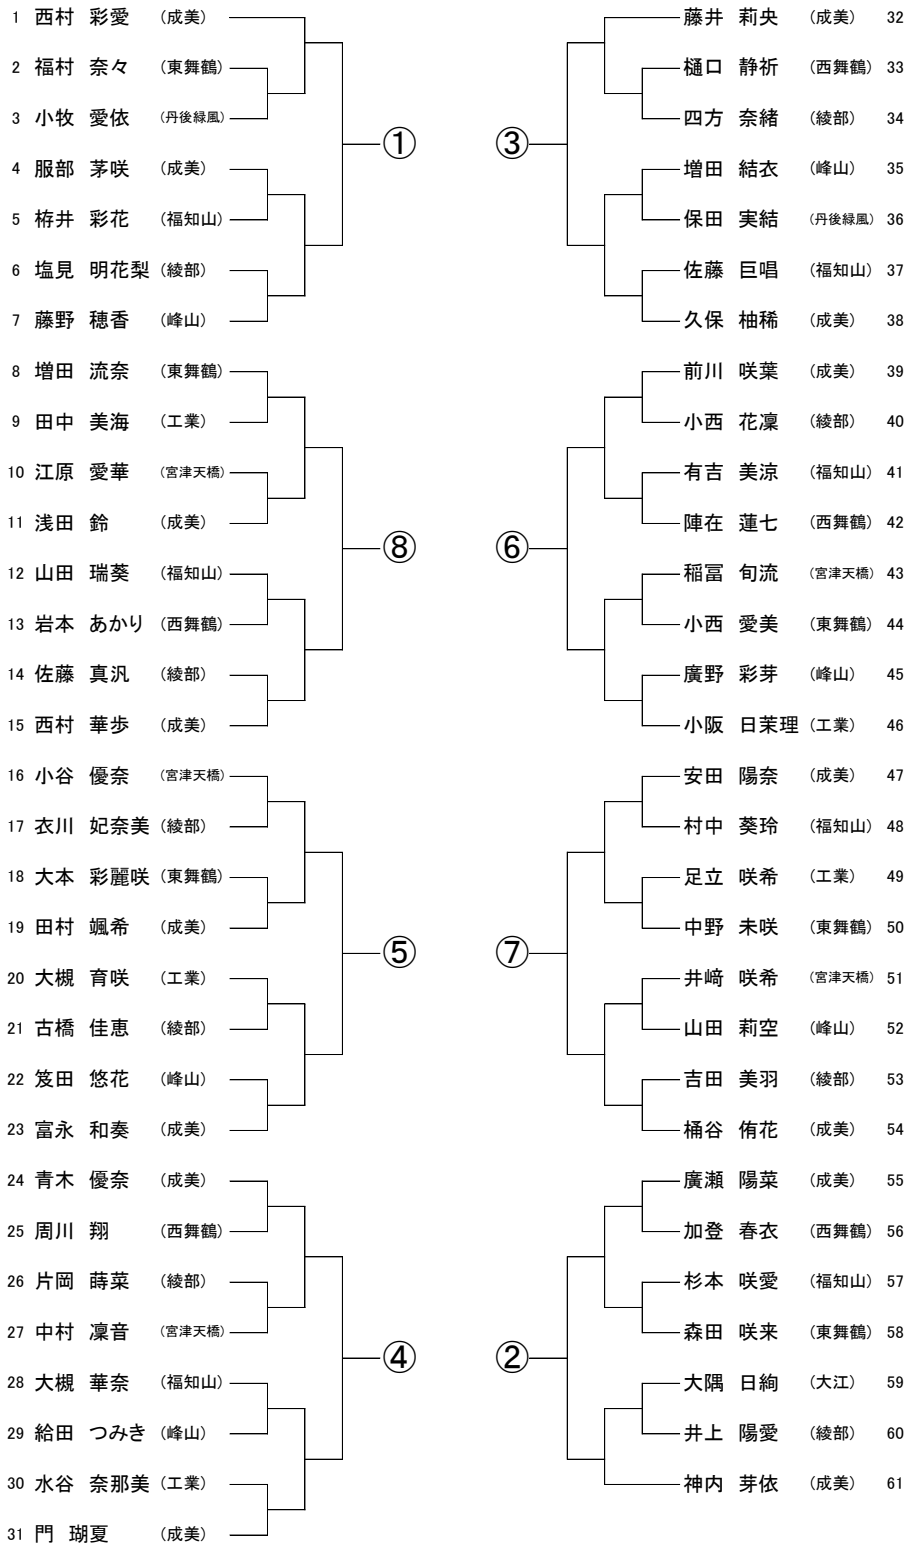 1 西村 彩愛 (成美)
2 福村 奈々 (東舞鶴)
3 小牧 愛依 (丹後緑風)
①
4 服部 茅咲 (成美)
5 栫井 彩花 (福知山)
6 塩見 明花梨 (綾部)
7 藤野 穂香 (峰山)
8 増田 流奈 (東舞鶴)
9 田中 美海 (工業)
10 江原 愛華 (宮津天橋)
11 浅田 鈴 (成美)
⑧
12 山田 瑞葵 (福知山)
13 岩本 あかり (西舞鶴)
14 佐藤 真汎 (綾部)
15 西村 華歩 (成美)
16 小谷 優奈 (宮津天橋)
17 衣川 妃奈美 (綾部)
18 大本 彩麗咲 (東舞鶴)
19 田村 颯希 (成美)
⑤
20 大槻 育咲 (工業)
21 古橋 佳恵 (綾部)
22 笈田 悠花 (峰山)
23 富永 和奏 (成美)
24 青木 優奈 (成美)
25 周川 翔 (西舞鶴)
26 片岡 蒔菜 (綾部)
27 中村 凜音 (宮津天橋)
④
28 大槻 華奈 (福知山)
29 給田 つみき (峰山)
30 水谷 奈那美 (工業)
31 門 瑚夏 (成美)
藤井 莉央 (成美) 32
樋口 静祈 (西舞鶴) 33
四方 奈緒 (綾部) 34
③
増田 結衣 (峰山) 35
保田 実結 (丹後緑風) 36
佐藤 巨唱 (福知山) 37
久保 柚稀 (成美) 38
前川 咲葉 (成美) 39
小西 花凜 (綾部) 40
有吉 美涼 (福知山) 41
陣在 蓮七 (西舞鶴) 42
⑥
稲冨 旬流 (宮津天橋) 43
小西 愛美 (東舞鶴) 44
廣野 彩芽 (峰山) 45
小阪 日茉理 (工業) 46
安田 陽奈 (成美) 47
村中 葵玲 (福知山) 48
足立 咲希 (工業) 49
中野 未咲 (東舞鶴) 50
⑦
井﨑 咲希 (宮津天橋) 51
山田 莉空 (峰山) 52
吉田 美羽 (綾部) 53
桶谷 侑花 (成美) 54
廣瀬 陽菜 (成美) 55
加登 春衣 (西舞鶴) 56
杉本 咲愛 (福知山) 57
森田 咲来 (東舞鶴) 58
②
大隅 日絢 (大江) 59
井上 陽愛 (綾部) 60
神内 芽依 (成美) 61